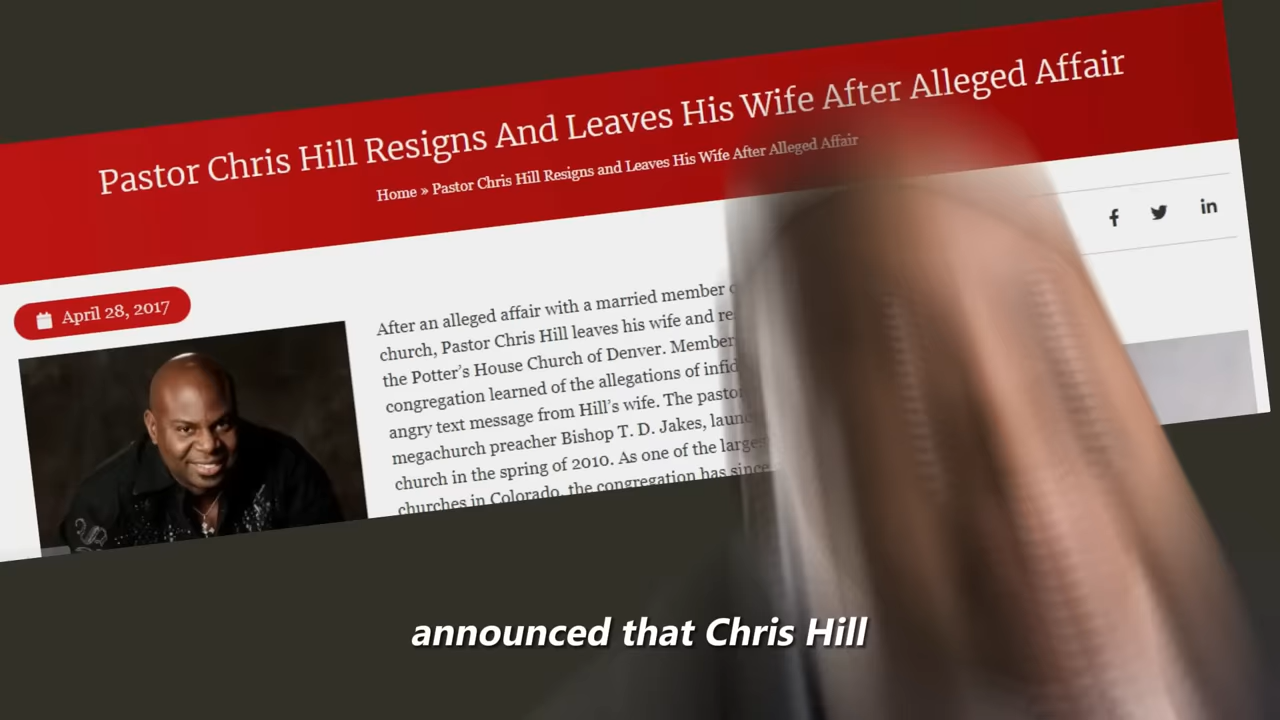 Pastor Chris Hill Resigns And Leaves His Wife After Alleged Affair
Home » Pastor Chris Hill Resigns and Leaves His Wife After Alleged Affair
April 28, 2017
After an alleged affair with a married member
church, Pastor Chris Hill leaves his wife and
the Potter's House Church of Denver. Member
congregation learned of the allegations of
angry text message from Hill's wife. The
megachurch preacher Bishop T. D. Jakes,
church in the spring of 2010. As one of the
churches in Colorado, the congregation has since
announced that Chris Hill